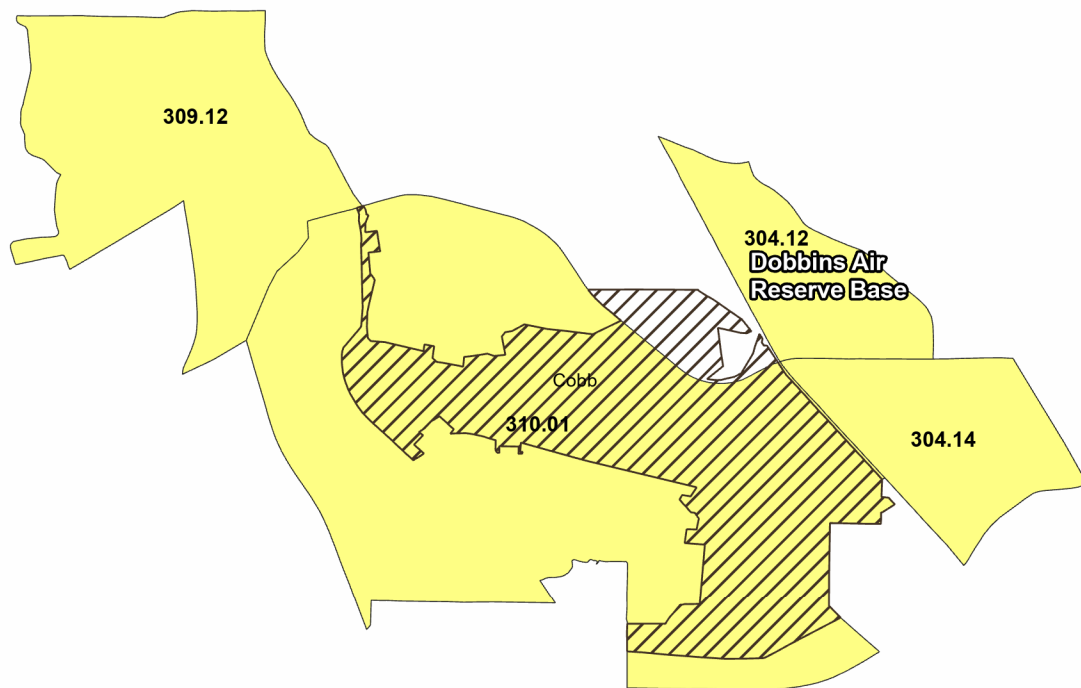 309.12
304.12
Dobbins Air
Reserve Base
Cobb
310.01
304.14